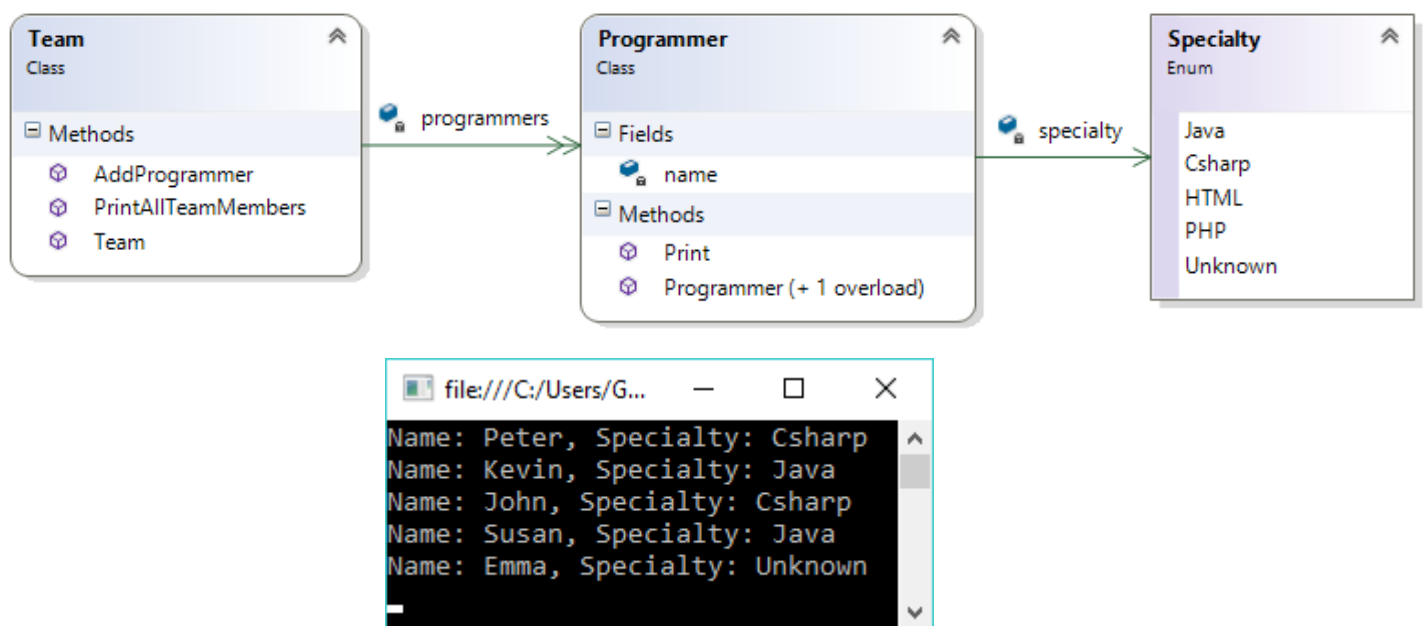 Team
Class
Methods
AddProgrammer
PrintAllTeamMembers
Team
programmers
Programmer
Class
Fields
name
Methods
Print
Programmer (+ 1 overload)
specialty
Specialty
Enum
Java
Csharp
HTML
PHP
Unknown
file:///C:/Users/G...
Name: Peter, Specialty: Csharp
Name: Kevin, Specialty: Java
Name: John, Specialty: Csharp
Name: Susan, Specialty: Java
Name: Emma, Specialty: Unknown